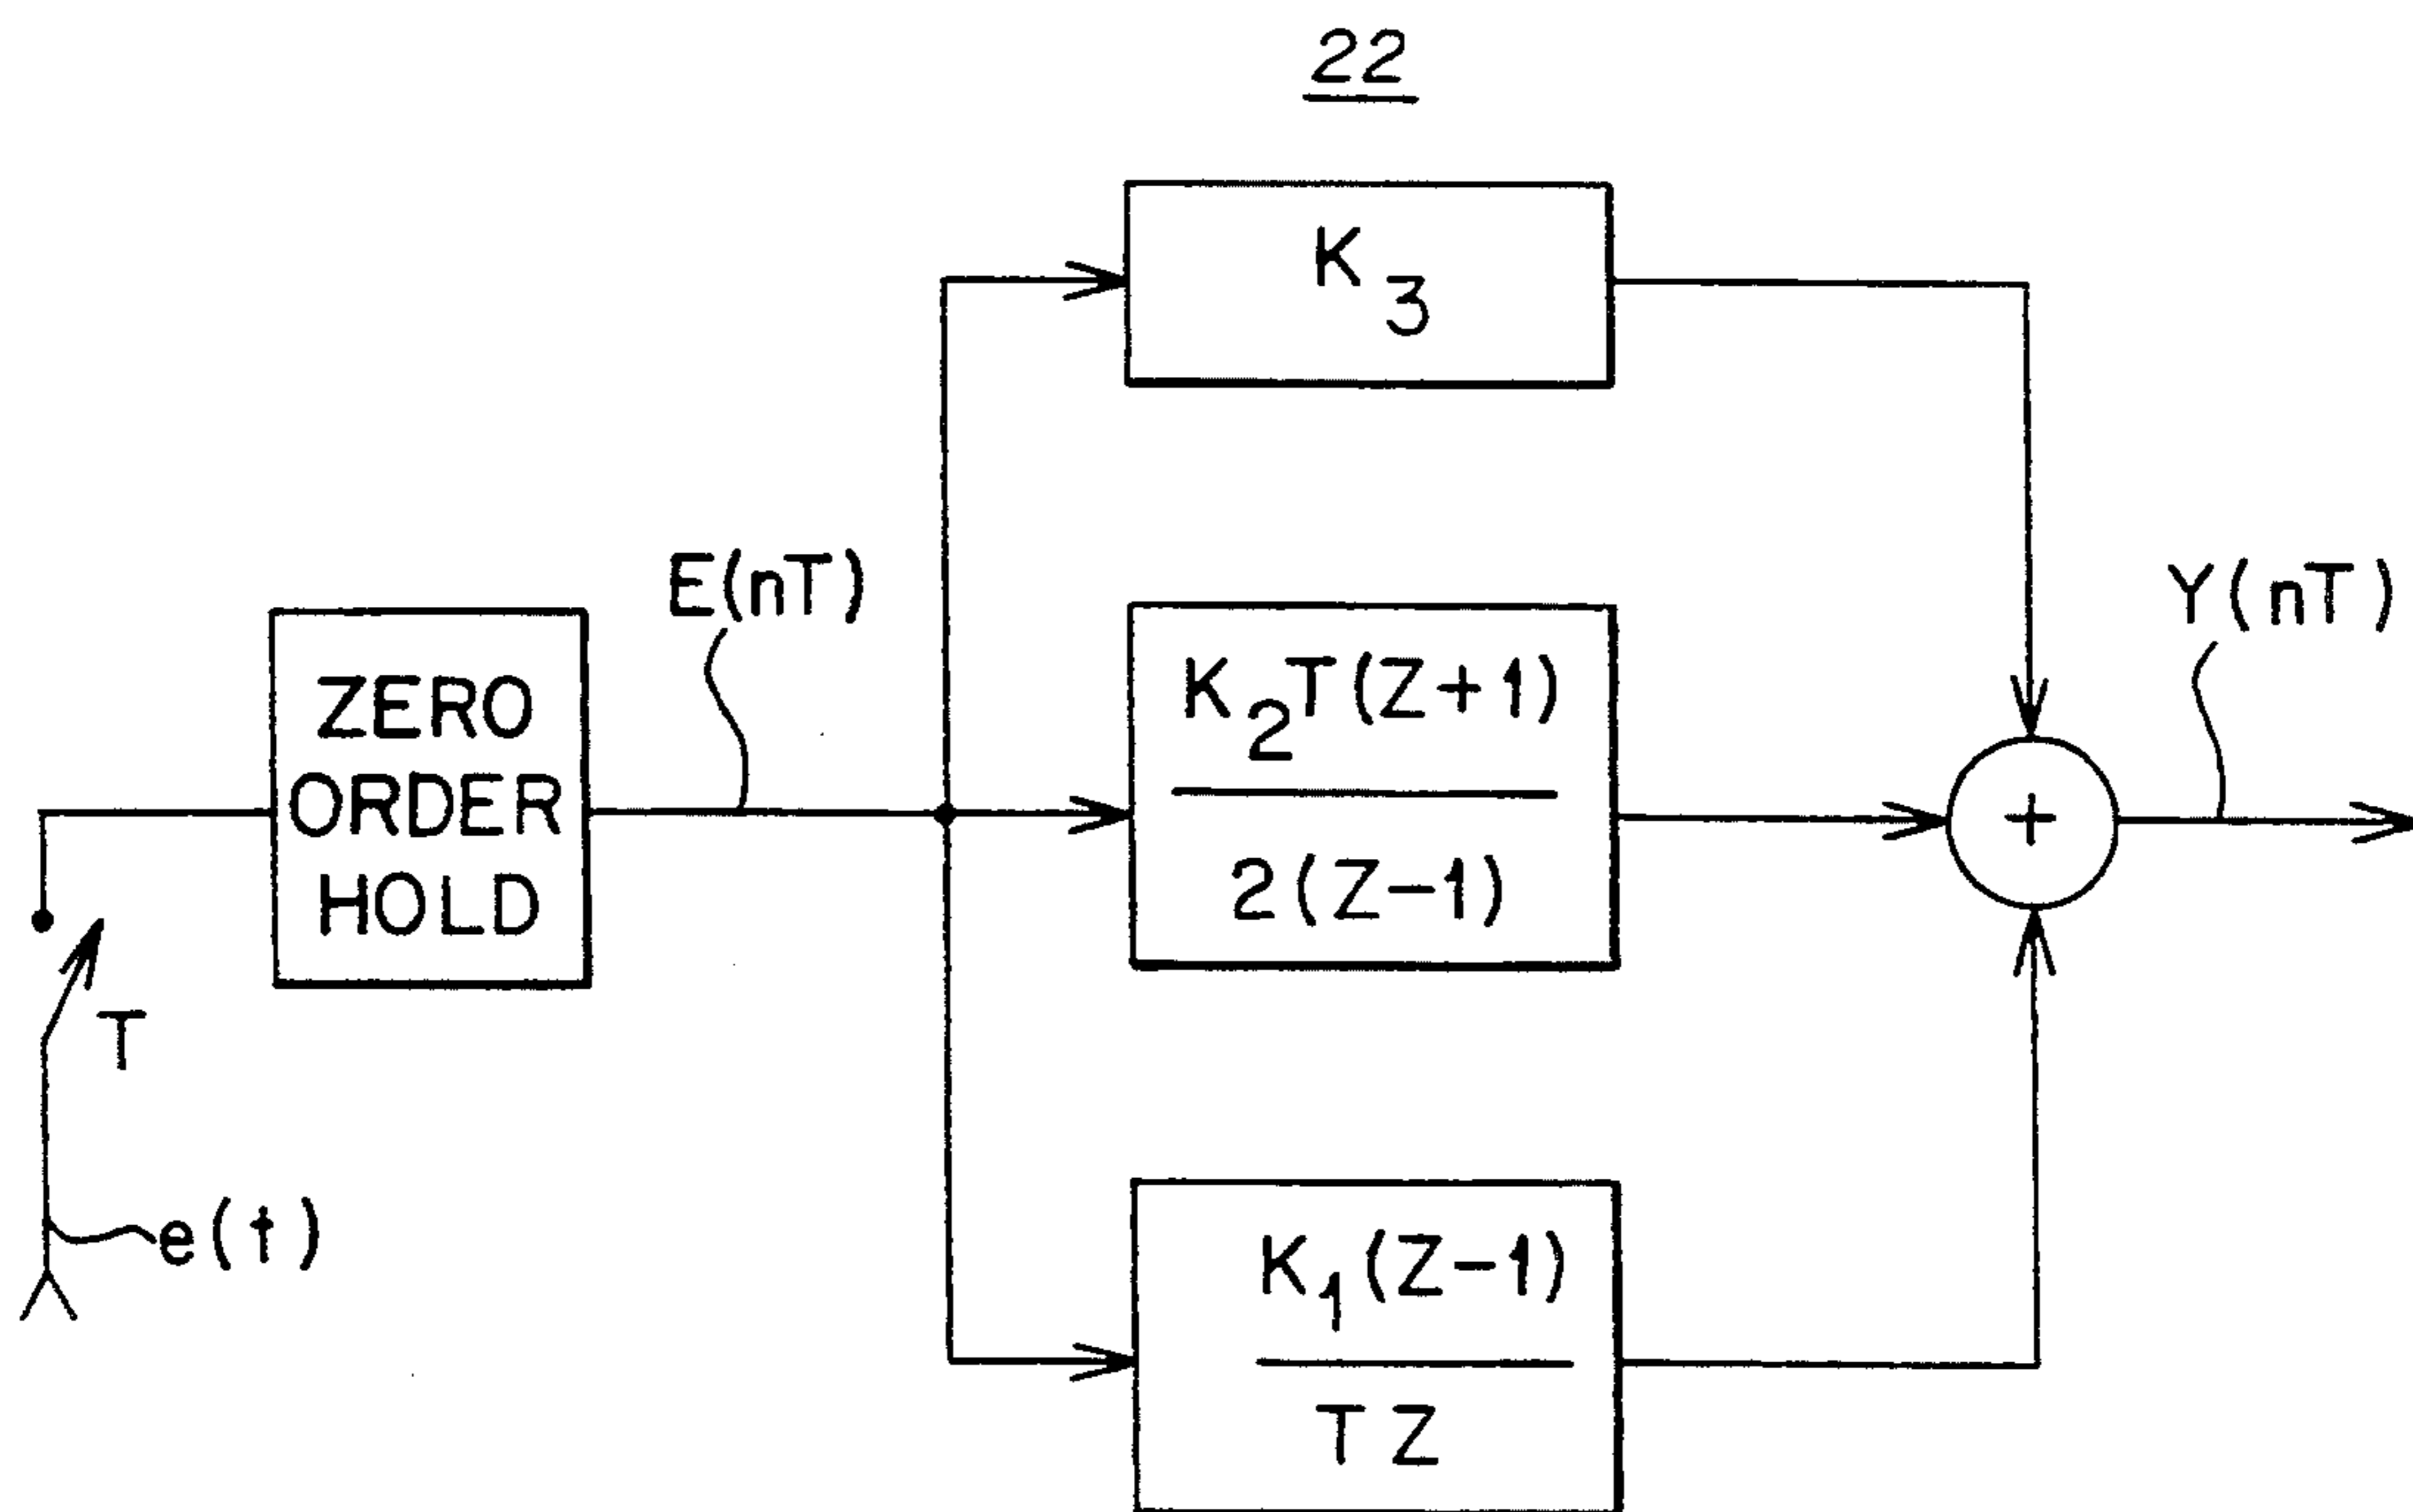 22
K3
E(nT)
Y(nT)
ZERO
ORDER
HOLD
K2T(Z+1)
2(Z-1)
T
e(t)
K1(Z-1)
TZ
+